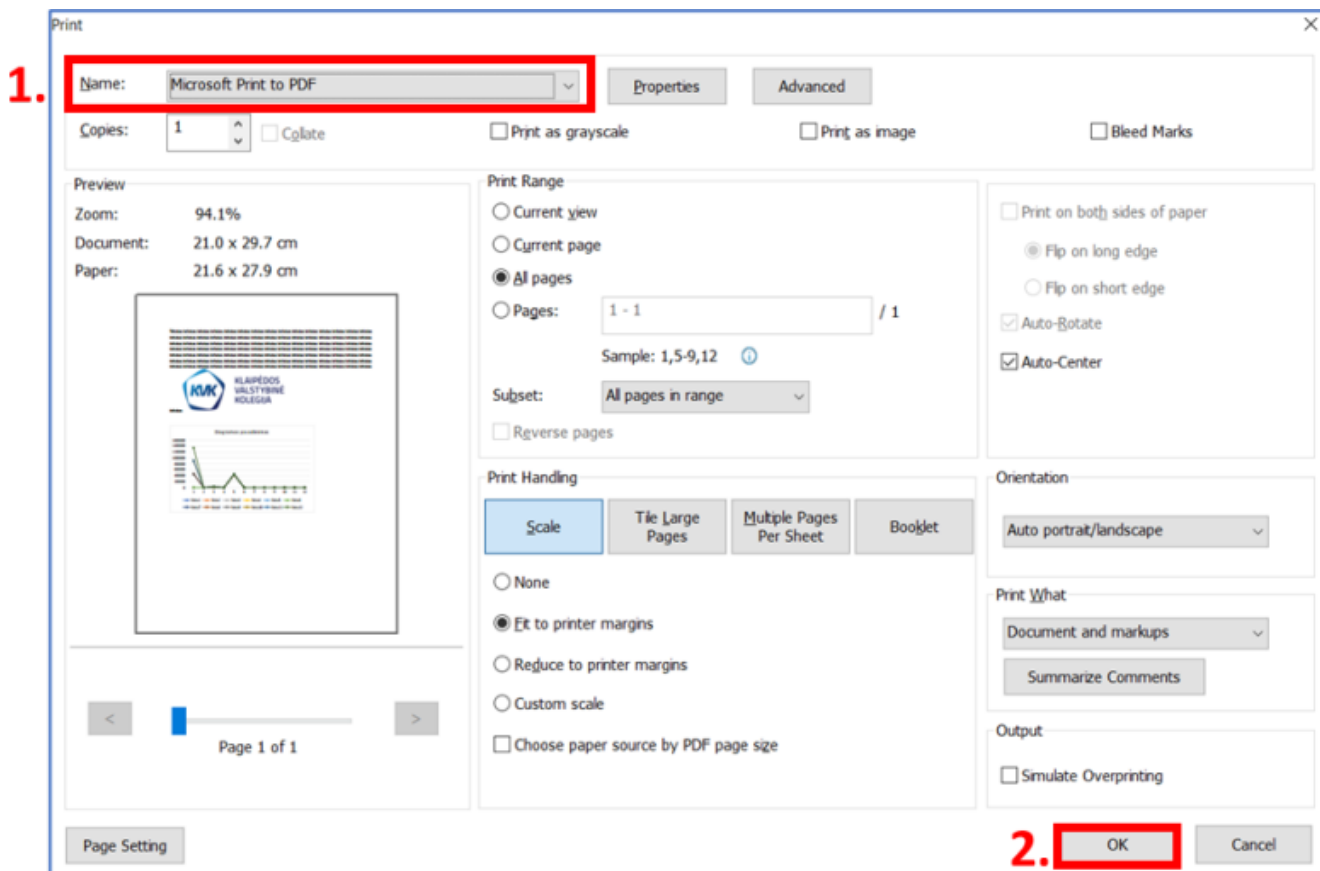 Print
1.
Name: Microsoft Print to PDF Properties Advanced
Copies: 1 Collate Print as grayscale Print as image Bleed Marks
Preview
Zoom: 94.1%
Document: 21.0 x 29.7 cm
Paper: 21.6 x 27.9 cm
KVK
KLAIPĖDOS
VALSTYBINĖ
KOLEGIJA
< >
Page 1 of 1
Print Range
Current view
Current page
All pages
Pages: 1 - 1 / 1
Sample: 1,5-9,12
Subset: All pages in range
Reverse pages
Print on both sides of paper
Flip on long edge
Flip on short edge
Auto-Rotate
Auto-Center
Print Handling
Scale
Tile Large
Pages
Multiple Pages
Per Sheet
Booklet
None
Fit to printer margins
Reduce to printer margins
Custom scale
Choose paper source by PDF page size
Orientation
Auto portrait/landscape
Print What
Document and markups
Summarize Comments
Output
Simulate Overprinting
Page Setting
2.
OK Cancel